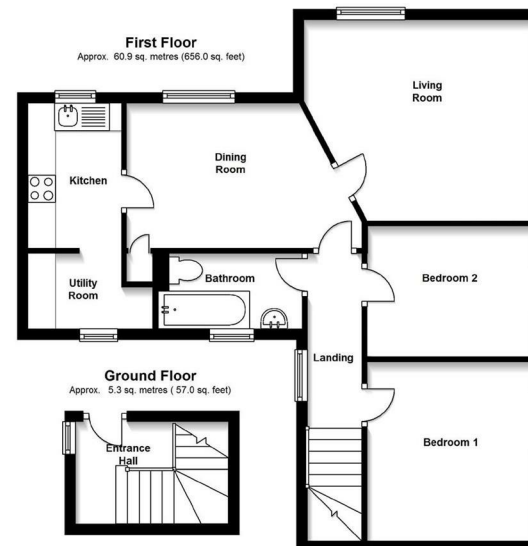 First Floor
Approx. 60.9 sq. metres (656.0 sq. feet)
Living
Room
Dining
Room
Kitchen
Utility
Room
Bathroom
Bedroom 2
Landing
Bedroom 1
Ground Floor
Approx. 5.3 sq. metres ( 57.0 sq. feet)
Entrance
Hall